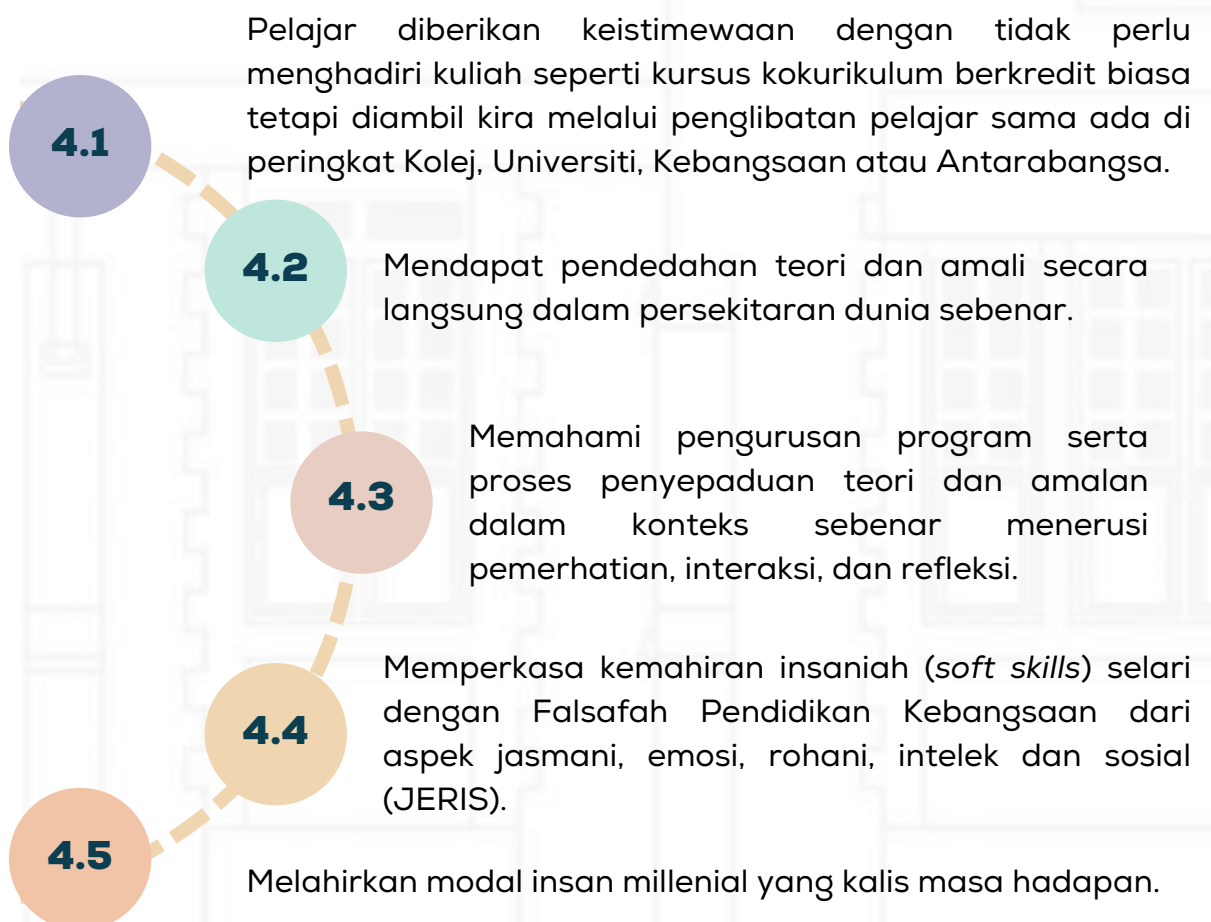 Pelajar diberikan keistimewaan dengan tidak perlu
menghadiri kuliah seperti kursus kokurikulum berkredit biasa
tetapi diambil kira melalui penglibatan pelajar sama ada di
peringkat Kolej, Universiti, Kebangsaan atau Antarabangsa.
4.1
4.2
Mendapat pendedahan teori dan amali secara
langsung dalam persekitaran dunia sebenar.
4.3
Memahami pengurusan program serta
proses penyepaduan teori dan amalan
dalam konteks sebenar menerusi
pemerhatian, interaksi, dan refleksi.
4.4
Memperkasa kemahiran insaniah (soft skills) selari
dengan Falsafah Pendidikan Kebangsaan dari
aspek jasmani, emosi, rohani, intelek dan sosial
(JERIS).
4.5
Melahirkan modal insan millenial yang kalis masa hadapan.